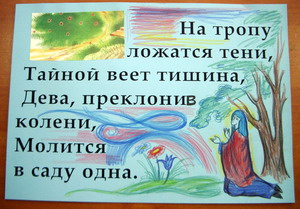 На тропу
ложатся тени,
Тайной веет тишина,
Дева, преклонив
колени,
Молится
в саду одна.